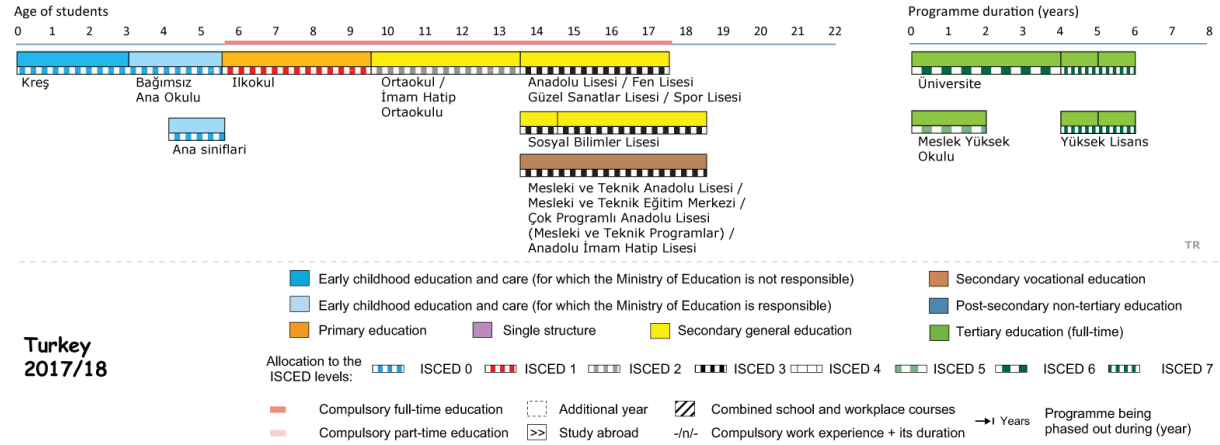 Age of students
Programme duration (years)
0 1 2 3 4 5 6 7 8 9 10 11 12 13 14 15 16 17 18 19 20 21 22
0 1 2 3 4 5 6 7 8
Kreş
Bağımsız
Ana Okulu
İlkokul
Ortaokul /
İmam Hatip
Ortaokulu
Anadolu Lisesi / Fen Lisesi
Güzel Sanatlar Lisesi / Spor Lisesi
Üniversite
Ana siniflari
Sosyal Bilimler Lisesi
Meslek Yüksek
Okulu
Yüksek Lisans
Mesleki ve Teknik Anadolu Lisesi /
Mesleki ve Teknik Eğitim Merkezi /
Çok Programlı Anadolu Lisesi
(Mesleki ve Teknik Programlar) /
Anadolu İmam Hatip Lisesi
TR
Early childhood education and care (for which the Ministry of Education is not responsible)
Secondary vocational education
Early childhood education and care (for which the Ministry of Education is responsible)
Post-secondary non-tertiary education
Primary education
Single structure
Secondary general education
Tertiary education (full-time)
Turkey
2017/18
Allocation to the
ISCED levels:
ISCED 0
ISCED 1
ISCED 2
ISCED 3
ISCED 4
ISCED 5
ISCED 6
ISCED 7
Compulsory full-time education
Additional year
Combined school and workplace courses
Years
Programme being
phased out during (year)
Compulsory part-time education
>> Study abroad
-/n/- Compulsory work experience + its duration